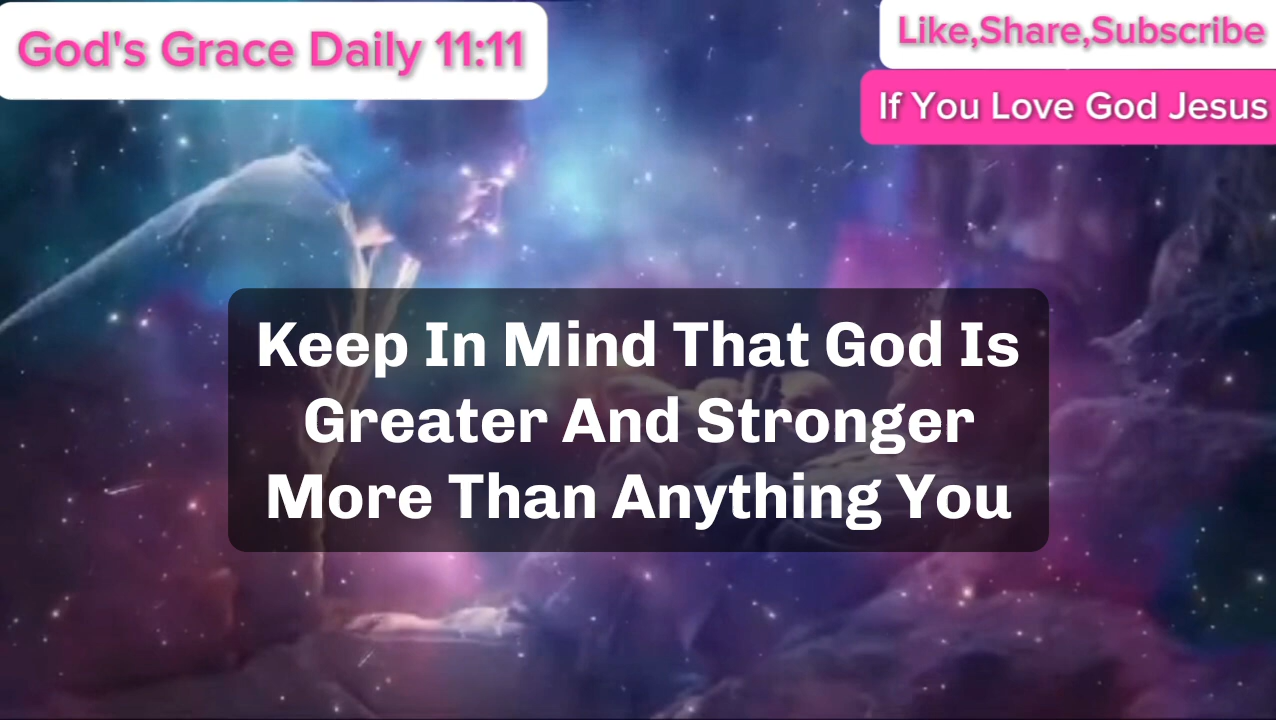 God's Grace Daily 11:11
Like,Share,Subscribe
If You Love God Jesus
Keep In Mind That God Is
Greater And Stronger
More Than Anything You